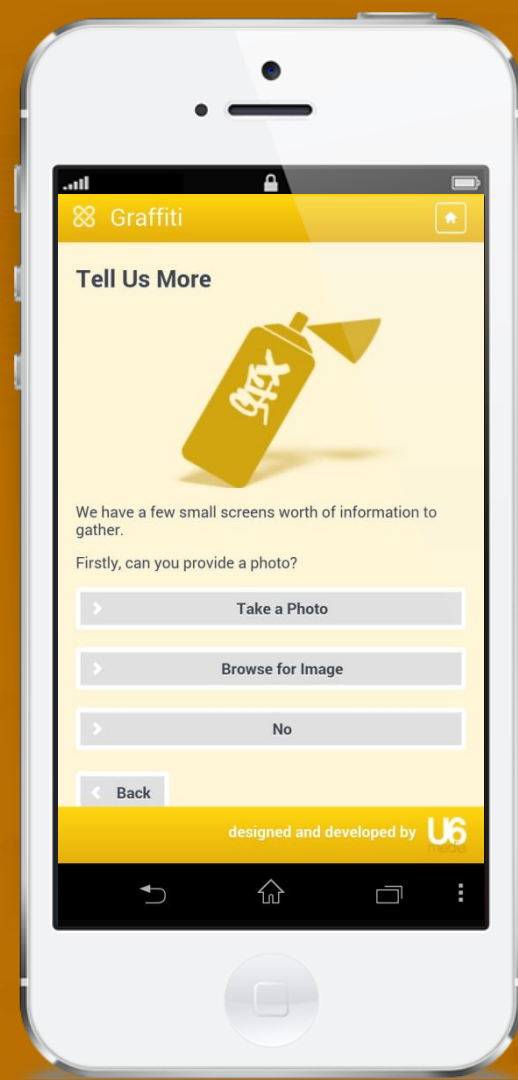 Graffiti
Tell Us More
We have a few small screens worth of information to
gather.
Firstly, can you provide a photo?
Take a Photo
Browse for Image
No
Back
designed and developed by U6
media